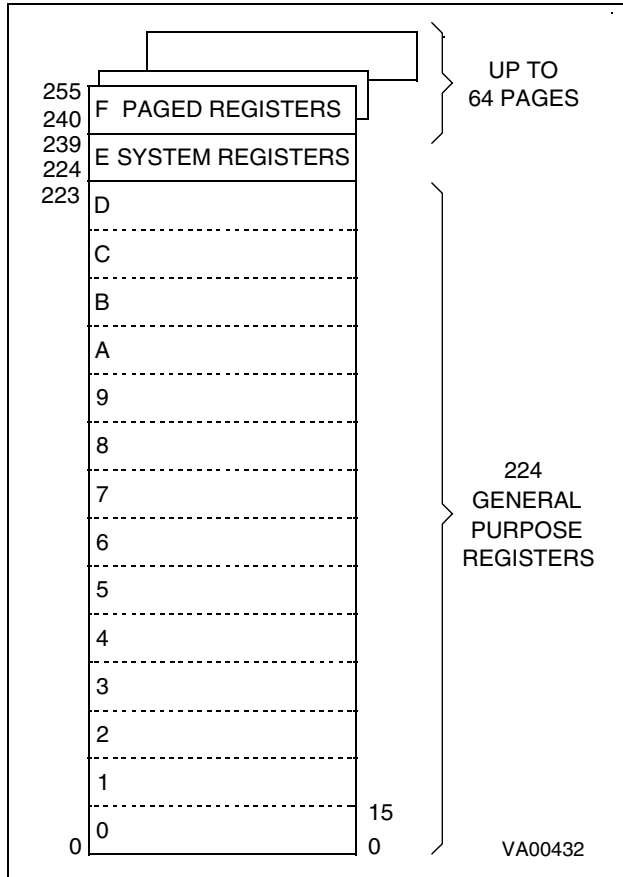 UP TO
64 PAGES
255
240
F PAGED REGISTERS
239
224
E SYSTEM REGISTERS
223
D
C
B
A
9
8
7
6
5
4
3
2
1
0
0
15
0
224
GENERAL
PURPOSE
REGISTERS
VA00432